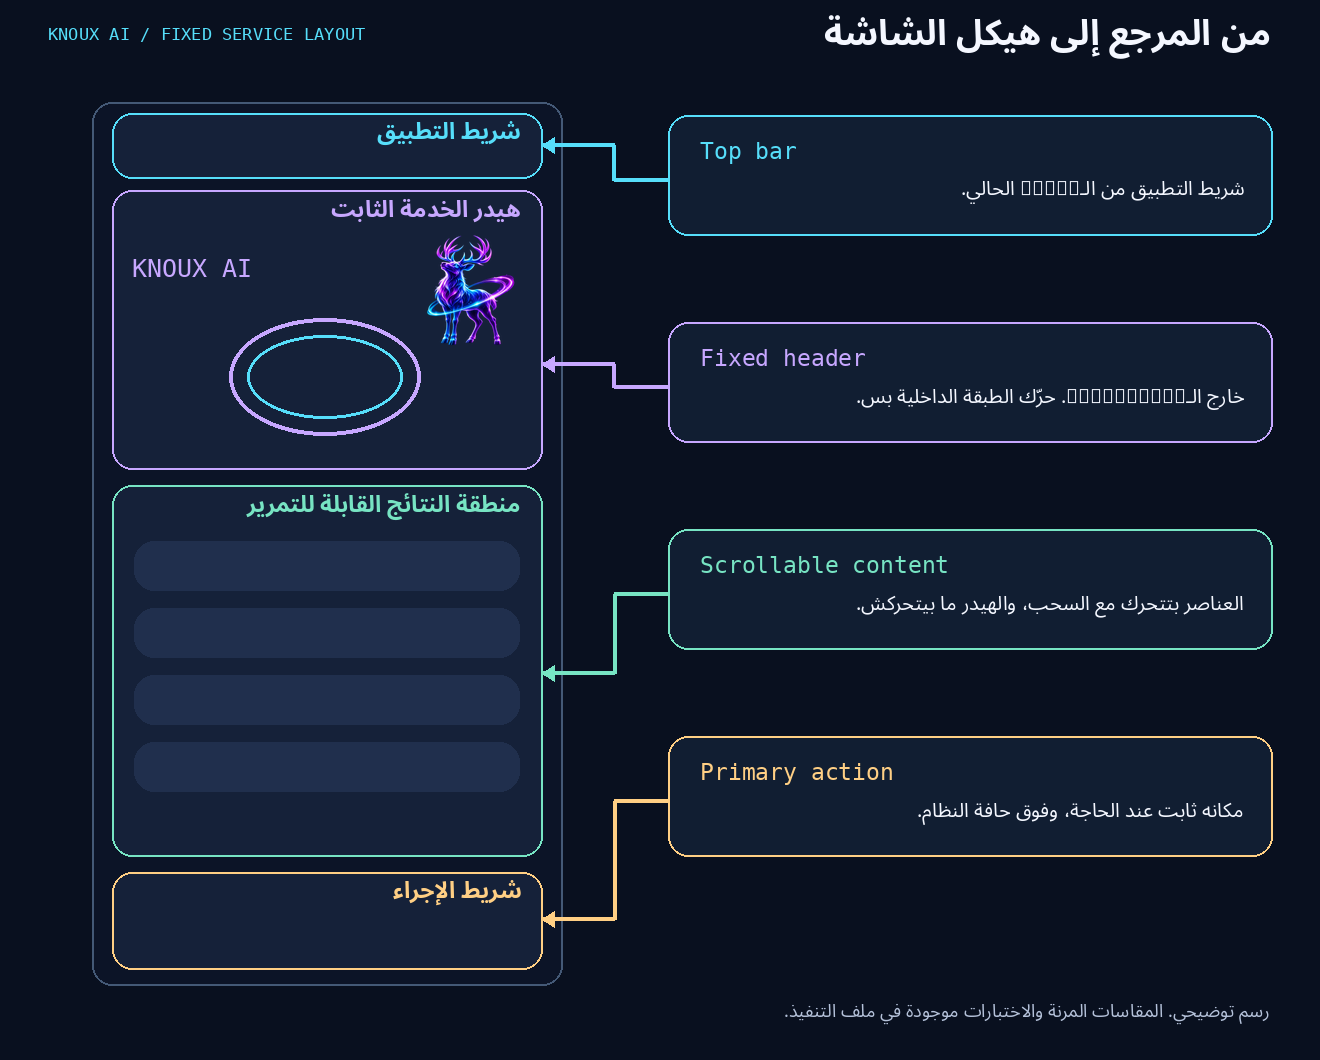 KNOUX AI / FIXED SERVICE LAYOUT
من المرجع إلى هيكل الشاشة
شريط التطبيق
هيدر الخدمة الثابت
KNOUX AI
منطقة النتائج القابلة للتمرير
شريط الإجراء
Top bar
شريط التطبيق من الـ▯▯▯▯▯ الحالي.
Fixed header
خارج الـ▯▯▯▯▯▯▯▯▯▯. حرّك الطبقة الداخلية بس.
Scrollable content
العناصر بتتحرك مع السحب، والهيدر ما بيتحركش.
Primary action
مكانه ثابت عند الحاجة، وفوق حافة النظام.
رسم توضيحي. المقاسات المرنة والاختبارات موجودة في ملف التنفيذ.